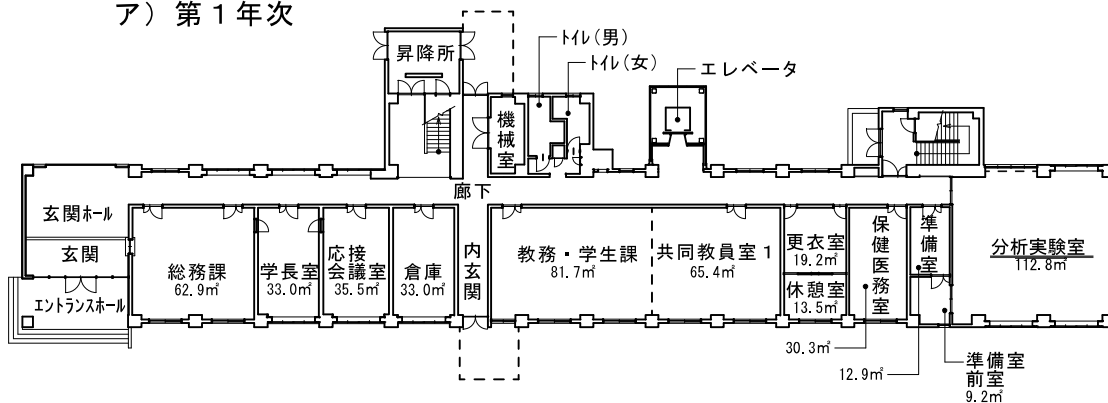 ア）第１年次
昇降所
トイレ(男)
トイレ(女)
エレベータ
機械室
廊下
玄関ホール
玄関
エントランスホール
総務課
62.9㎡
学長室
33.0㎡
応接
会議室
35.5㎡
倉庫
33.0㎡
内玄関
教務・学生課
81.7㎡
共同教員室１
65.4㎡
更衣室
19.2㎡
休憩室
13.5㎡
保健医務室
30.3㎡
準備室
12.9㎡
準備室
前室
9.2㎡
分析実験室
112.8㎡